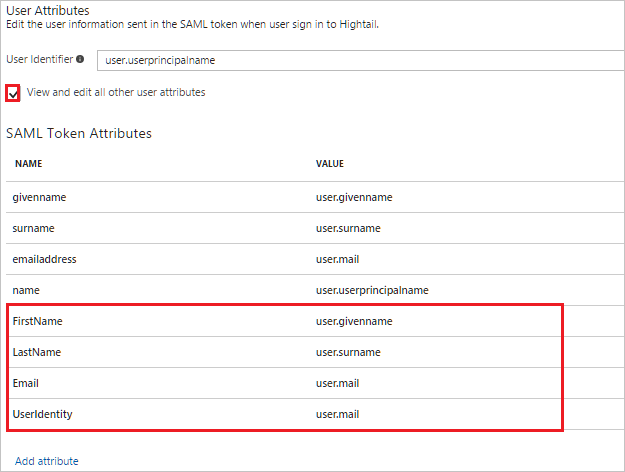 User Attributes
Edit the user information sent in the SAML token when user sign in to Hightail.
User Identifier user.userprincipalname
View and edit all other user attributes
SAML Token Attributes
NAME VALUE
givenname user.givenname
surname user.surname
emailaddress user.mail
name user.userprincipalname
FirstName user.givenname
LastName user.surname
Email user.mail
UserIdentity user.mail
Add attribute